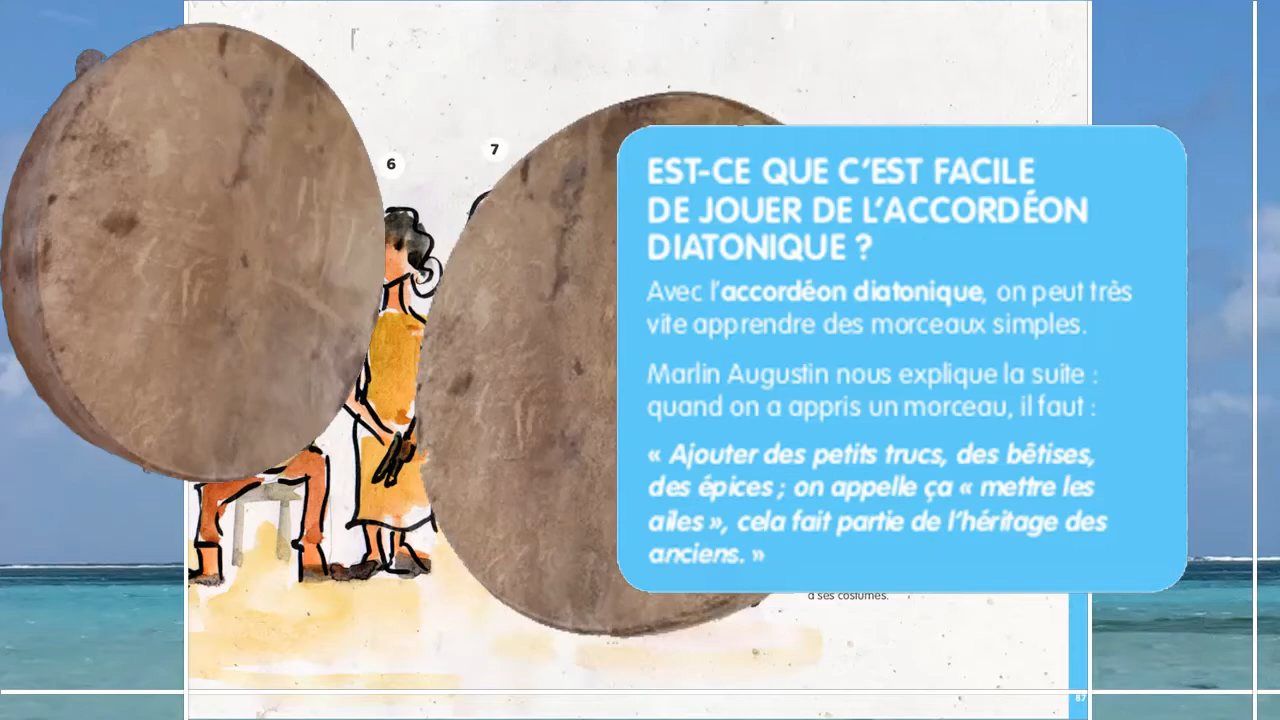 6
7
EST-CE QUE C'EST FACILE
DE JOUER DE L'ACCORDÉON
DIATONIQUE ?
Avec l'accordéon diatonique, on peut très
vite apprendre des morceaux simples.
Marlin Augustin nous explique la suite :
quand on a appris un morceau, il faut :
« Ajouter des petits trucs, des bêtises,
des épices ; on appelle ça « mettre les
ailes », cela fait partie de l'héritage des
anciens. »
à ses costumes.
87